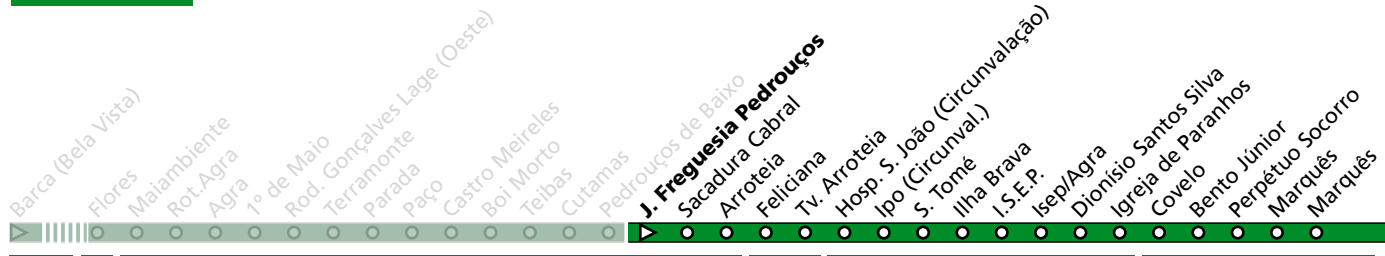 Barca (Bela Vista)
Flores
Maiambiente
Rot.Agra
Agra
1º de Maio
Rod. Gonçalves Lage (Oeste)
Terramonte
Parada
Paço
Castro Meireles
Boi Morto
Teibas
Cutamas
Pedrouços de Baixo
J. Freguesia Pedrouços
Sacadura Cabral
Arroteia
Feliciana
Tv. Arroteia
Hosp. S. João (Circunvalação)
Ipo (Circunval.)
S. Tomé
Ilha Brava
I.S.E.P.
Isep/Agra
Dionisio Santos Silva
Igreja de Paranhos
Covelo
Bento Júnior
Perpétuo Socorro
Marquês
Marquês